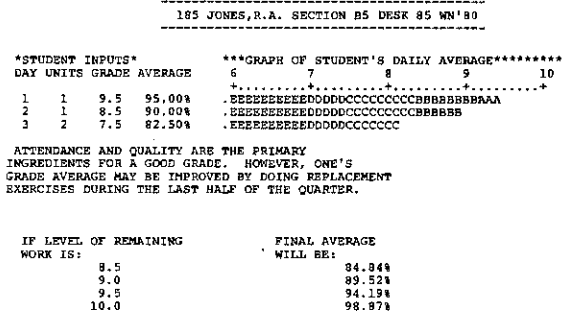 185 JONES,R.A. SECTION B5 DESK 85 WN'80
*STUDENT INPUTS* ***GRAPH OF STUDENT'S DAILY AVERAGE*********
DAY UNITS GRADE AVERAGE 6 7 8 9 10
+.........+.........+.........+.........+
1 1 9.5 95.00% .EEEEEEEEEEDDDDDCCCCCCCCCCBBBBBBBBAAA
2 1 8.5 90.00% .EEEEEEEEEEDDDDDCCCCCCCCCCBBBBBB
3 2 7.5 82.50% .EEEEEEEEEEDDDDDCCCCCCC
ATTENDANCE AND QUALITY ARE THE PRIMARY
INGREDIENTS FOR A GOOD GRADE. HOWEVER, ONE'S
GRADE AVERAGE MAY BE IMPROVED BY DOING REPLACEMENT
EXERCISES DURING THE LAST HALF OF THE QUARTER.
IF LEVEL OF REMAINING FINAL AVERAGE
WORK IS: WILL BE:
8.5 84.84%
9.0 89.52%
9.5 94.19%
10.0 98.87%